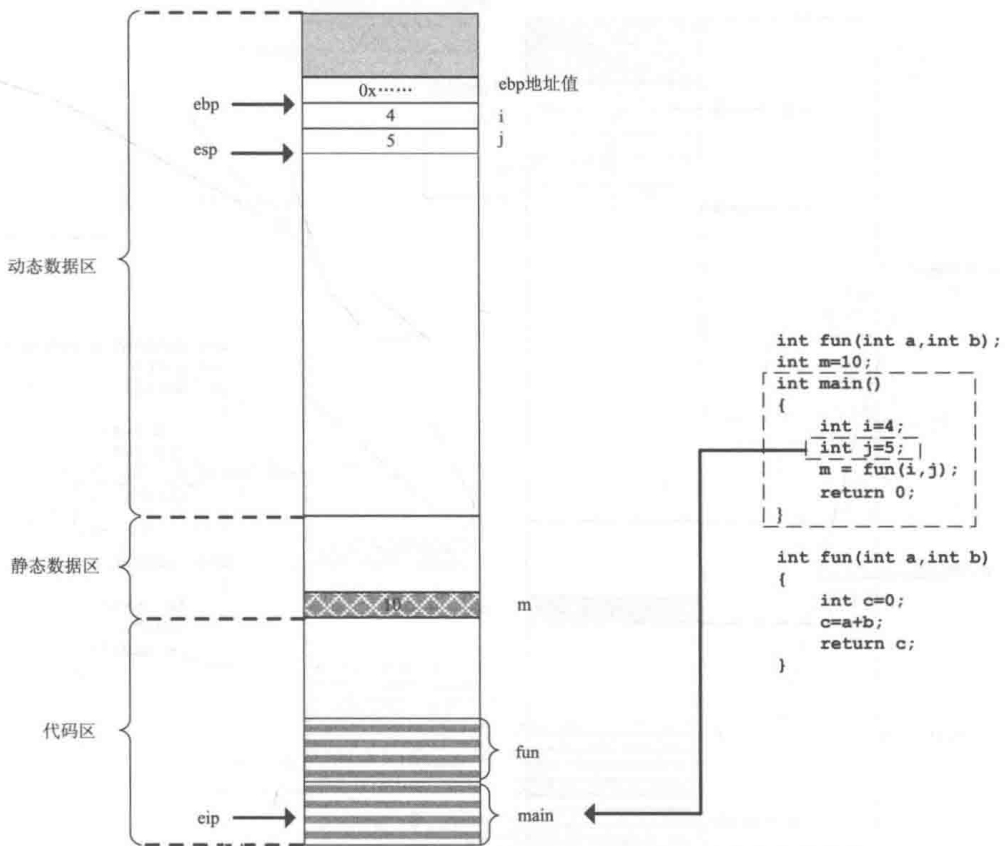 ebp地址值
0x……
ebp
4
i
5
j
esp
动态数据区
int fun(int a,int b);
int m=10;
int main()
{
int i=4;
int j=5;
m = fun(i,j);
return 0;
}
静态数据区
10
m
int fun(int a,int b)
{
int c=0;
c=a+b;
return c;
}
代码区
fun
eip
main